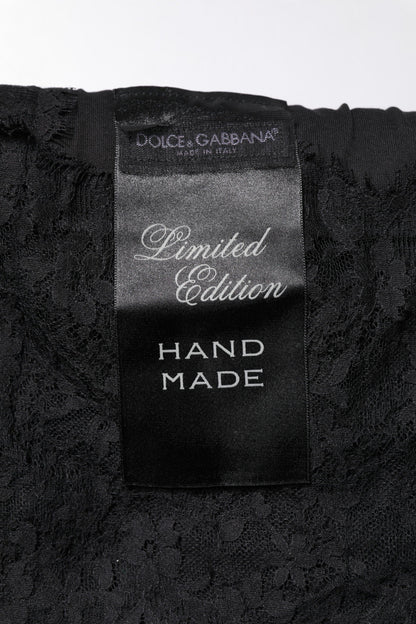 DOLCE & GABBANA®
MADE IN ITALY
Limited
Edition
HAND
MADE